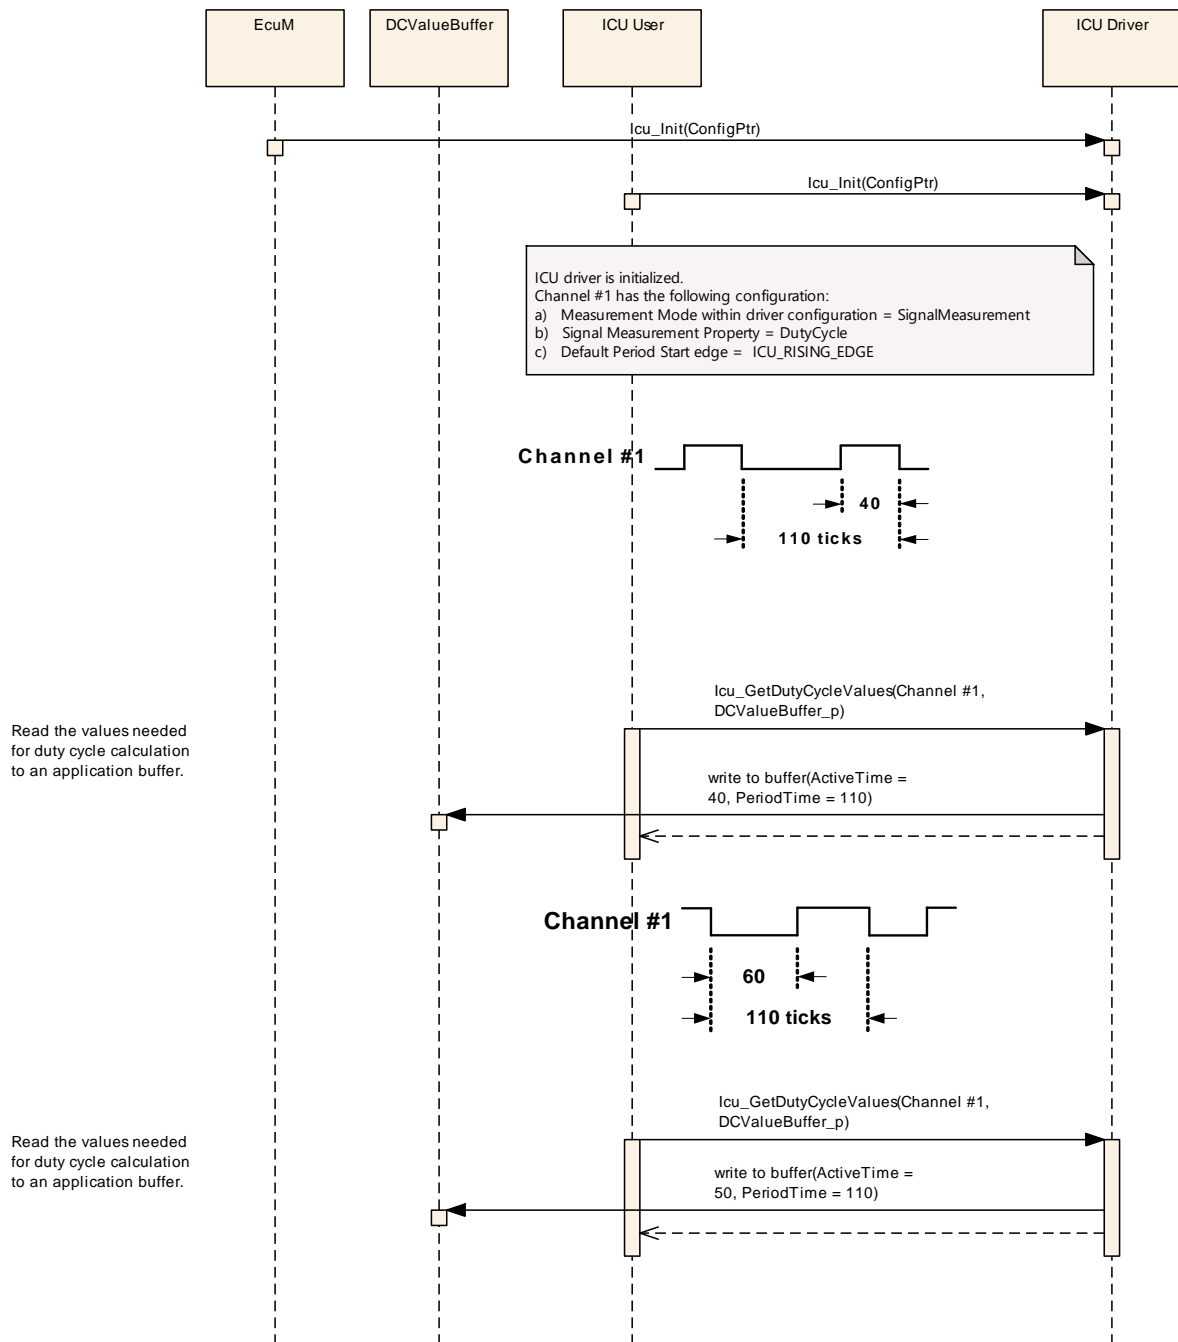 EcuM
DCValueBuffer
ICU User
ICU Driver
Icu_Init(ConfigPtr)
Icu_Init(ConfigPtr)
ICU driver is initialized.
Channel #1 has the following configuration:
a) Measurement Mode within driver configuration = SignalMeasurement
b) Signal Measurement Property = DutyCycle
c) Default Period Start edge = ICU_RISING_EDGE
Channel #1
40
110 ticks
Icu_GetDutyCycleValues(Channel #1,
DCValueBuffer_p)
Read the values needed
for duty cycle calculation
to an application buffer.
write to buffer(ActiveTime =
40, PeriodTime = 110)
Channel #1
60
110 ticks
Icu_GetDutyCycleValues(Channel #1,
DCValueBuffer_p)
Read the values needed
for duty cycle calculation
to an application buffer.
write to buffer(ActiveTime =
50, PeriodTime = 110)